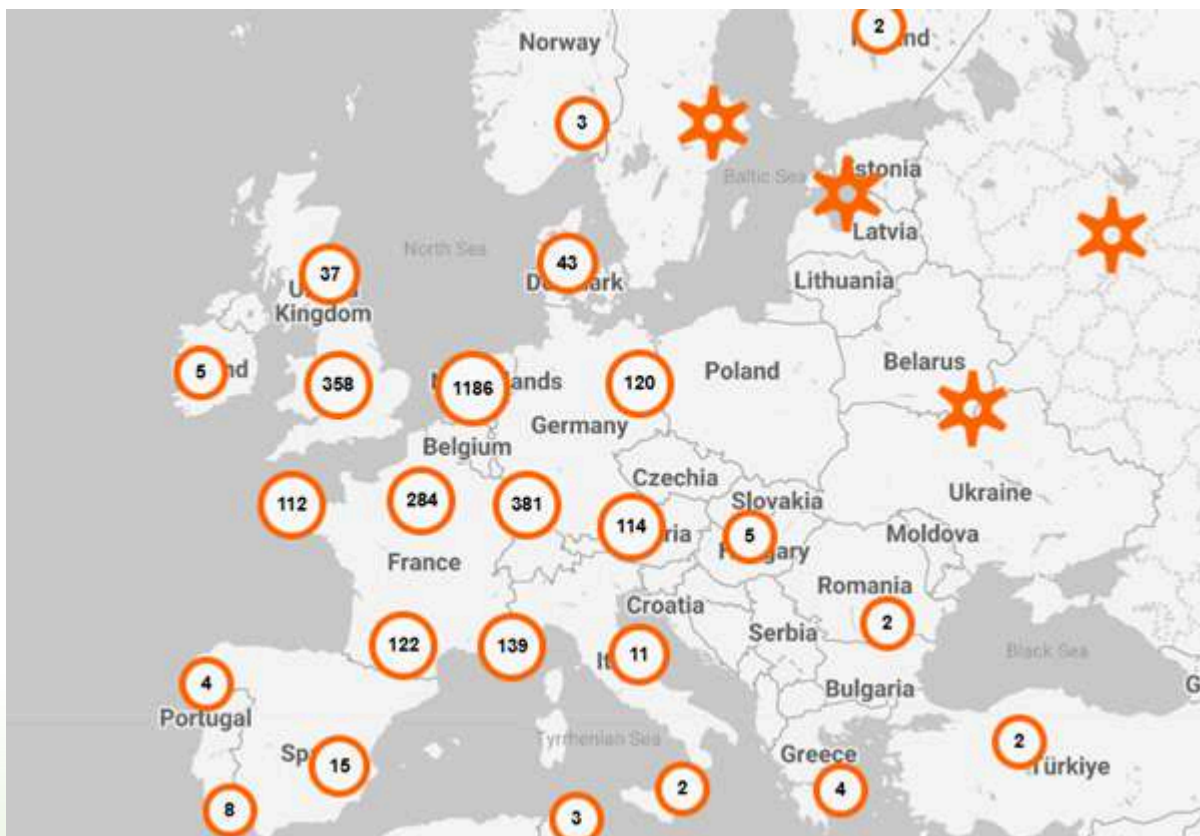 2
Norway
3
Baltic Sea
Latvia
North Sea
37
Kingdom
43
Lithuania
5
358
1186
120
Poland
Belarus
Germany
Belgium
Czechia
112
284
381
114
Slovakia
5
Ukraine
Moldova
France
Romania
Croatia
2
Serbia
122
139
11
Black Sea
4
Portugal
Bulgaria
Tyrrhenian Sea
15
2
Greece
4
2
Türkiye
8
3